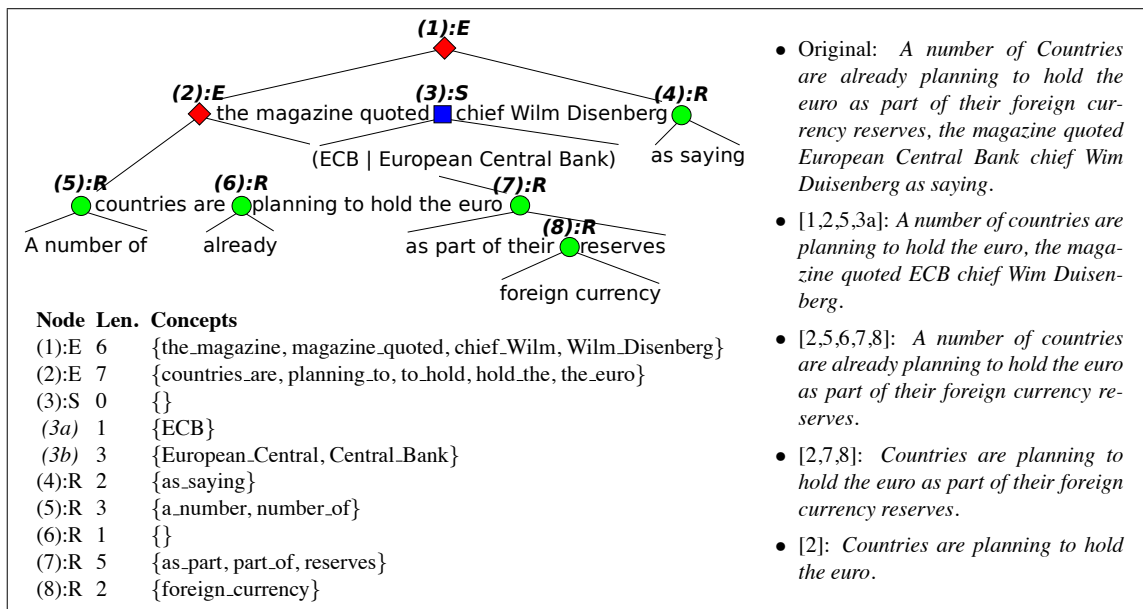 (1):E
(2):E the magazine quoted (3):S chief Wilm Disenberg (4):R
(ECB | European Central Bank) as saying
(5):R countries are (6):R planning to hold the euro (7):R
A number of already as part of their (8):R reserves
foreign currency
Node Len. Concepts
(1):E 6 {the_magazine, magazine_quoted, chief_Wilm, Wilm_Disenberg}
(2):E 7 {countries_are, planning_to, to_hold, hold_the, the_euro}
(3):S 0 {}
(3a) 1 {ECB}
(3b) 3 {European_Central, Central_Bank}
(4):R 2 {as_saying}
(5):R 3 {a_number, number_of}
(6):R 1 {}
(7):R 5 {as_part, part_of, reserves}
(8):R 2 {foreign_currency}
• Original: A number of Countries
are already planning to hold the
euro as part of their foreign cur-
rency reserves, the magazine quoted
European Central Bank chief Wim
Duisenberg as saying.
• [1,2,5,3a]: A number of countries are
planning to hold the euro, the maga-
zine quoted ECB chief Wim Duisen-
berg.
• [2,5,6,7,8]: A number of countries
are already planning to hold the euro
as part of their foreign currency re-
serves.
• [2,7,8]: Countries are planning to
hold the euro as part of their foreign
currency reserves.
• [2]: Countries are planning to hold
the euro.